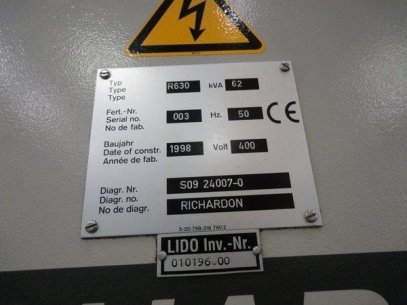 Typ
Type R630 kVA 62
Type
Fert.-Nr.
Serial no. 003 Hz. 50 CE
No de fab.
Baujahr
Date of constr. 1998 Volt 400
Année de fab.
Diagr. Nr. S09 24007-0
Diagr. no.
No de diagr. RICHARDON
LIDO Inv.-Nr.
010196.00